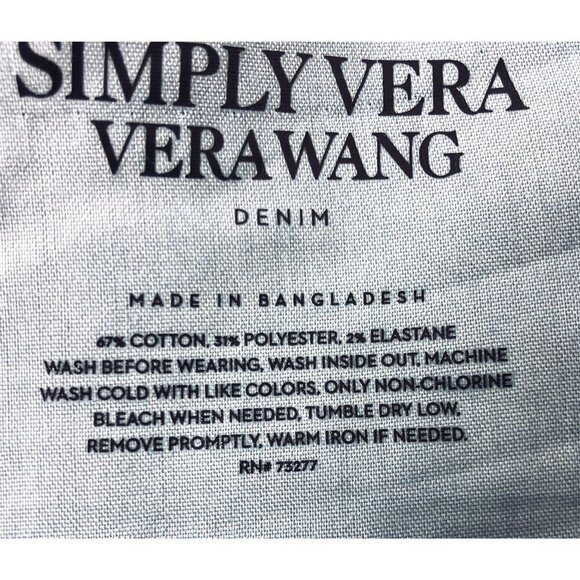 SIMPLY VERA
VERA WANG
DENIM
MADE IN BANGLADESH
67% COTTON, 31% POLYESTER, 2% ELASTANE
WASH BEFORE WEARING, WASH INSIDE OUT, MACHINE
WASH COLD WITH LIKE COLORS, ONLY NON-CHLORINE
BLEACH WHEN NEEDED, TUMBLE DRY LOW,
REMOVE PROMPTLY, WARM IRON IF NEEDED.
RN# 73277